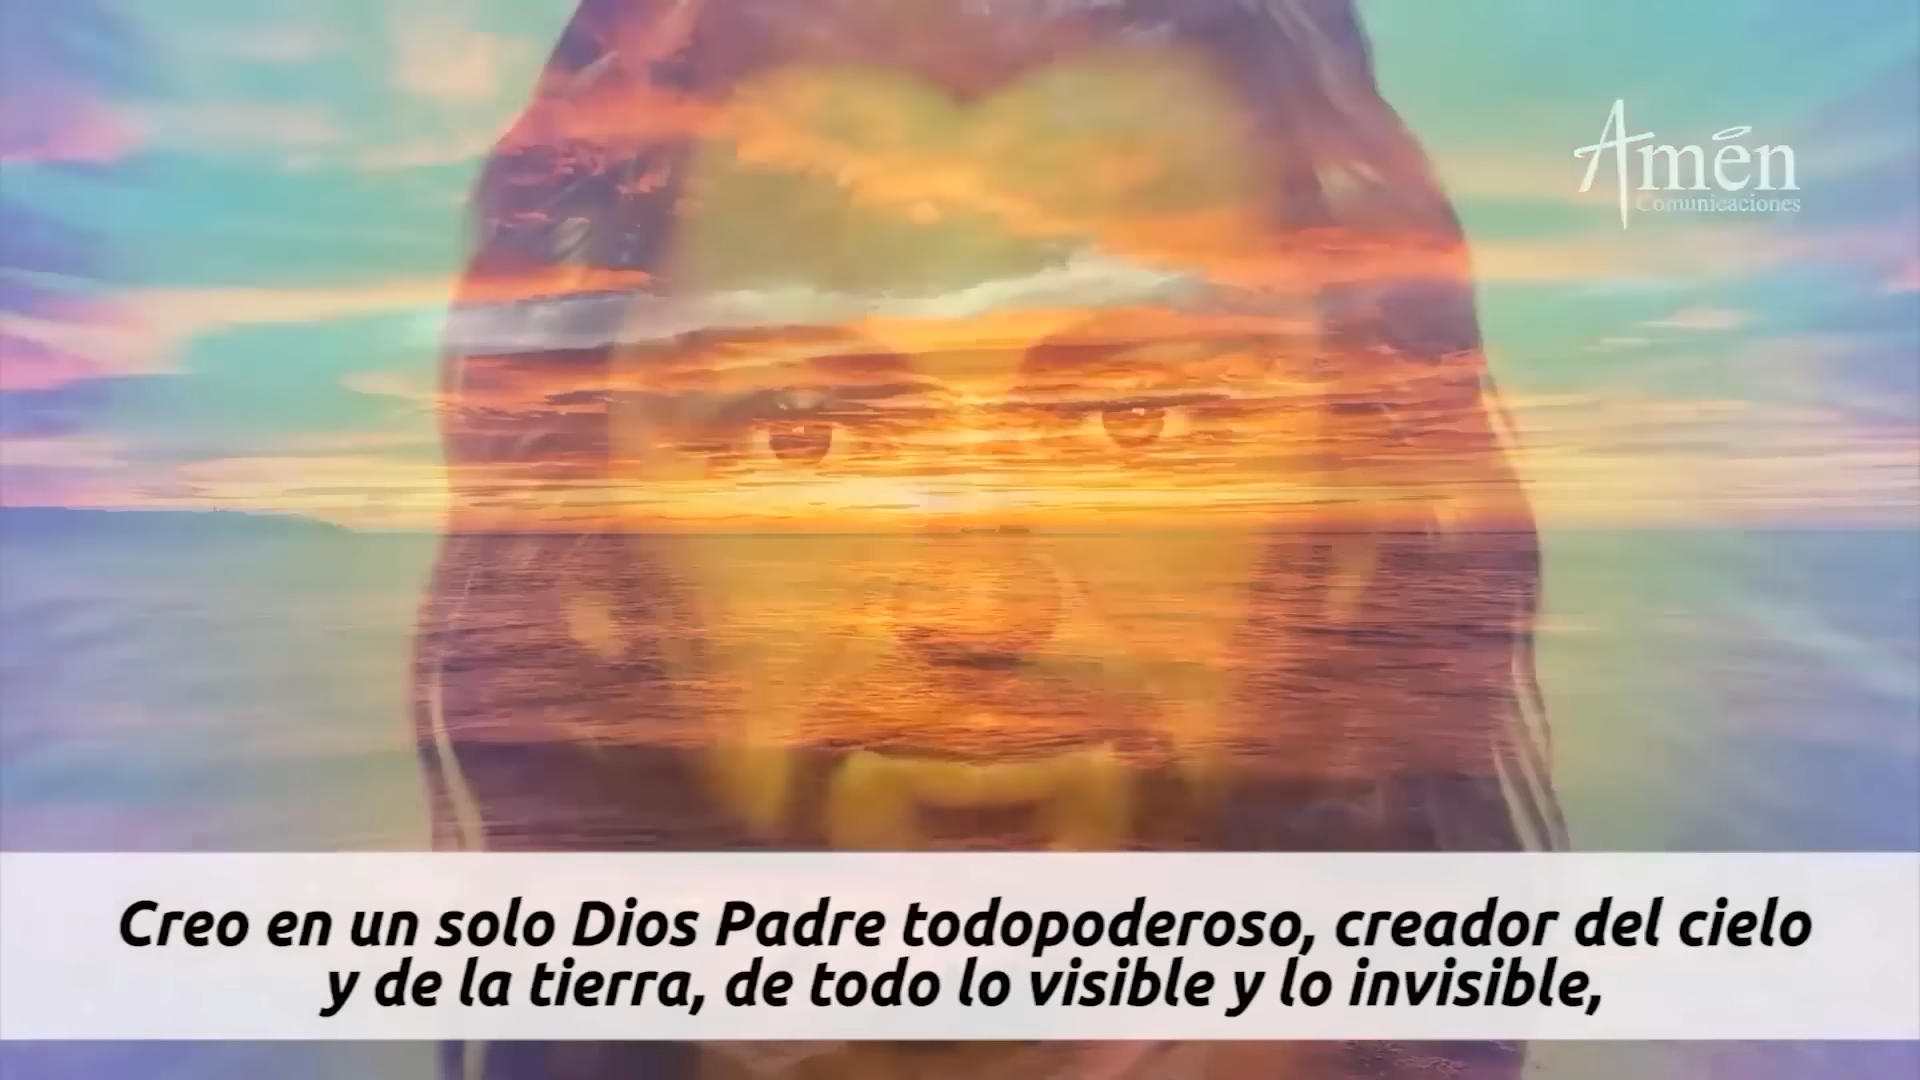 Amén
Comunicaciones
Creo en un solo Dios Padre todopoderoso, creador del cielo
y de la tierra, de todo lo visible y lo invisible,